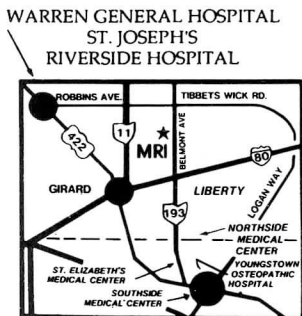 WARREN GENERAL HOSPITAL
ST. JOSEPH'S
RIVERSIDE HOSPITAL
ROBBINS AVE.
TIBBETS WICK RD.
422
11
MRI
BELMONT AVE
80
GIRARD
LIBERTY
LOGAN WAY
193
NORTHSIDE
MEDICAL
CENTER
ST. ELIZABETH'S
MEDICAL CENTER
YOUNGSTOWN
OSTEOPATHIC
HOSPITAL
SOUTHSIDE
MEDICAL CENTER